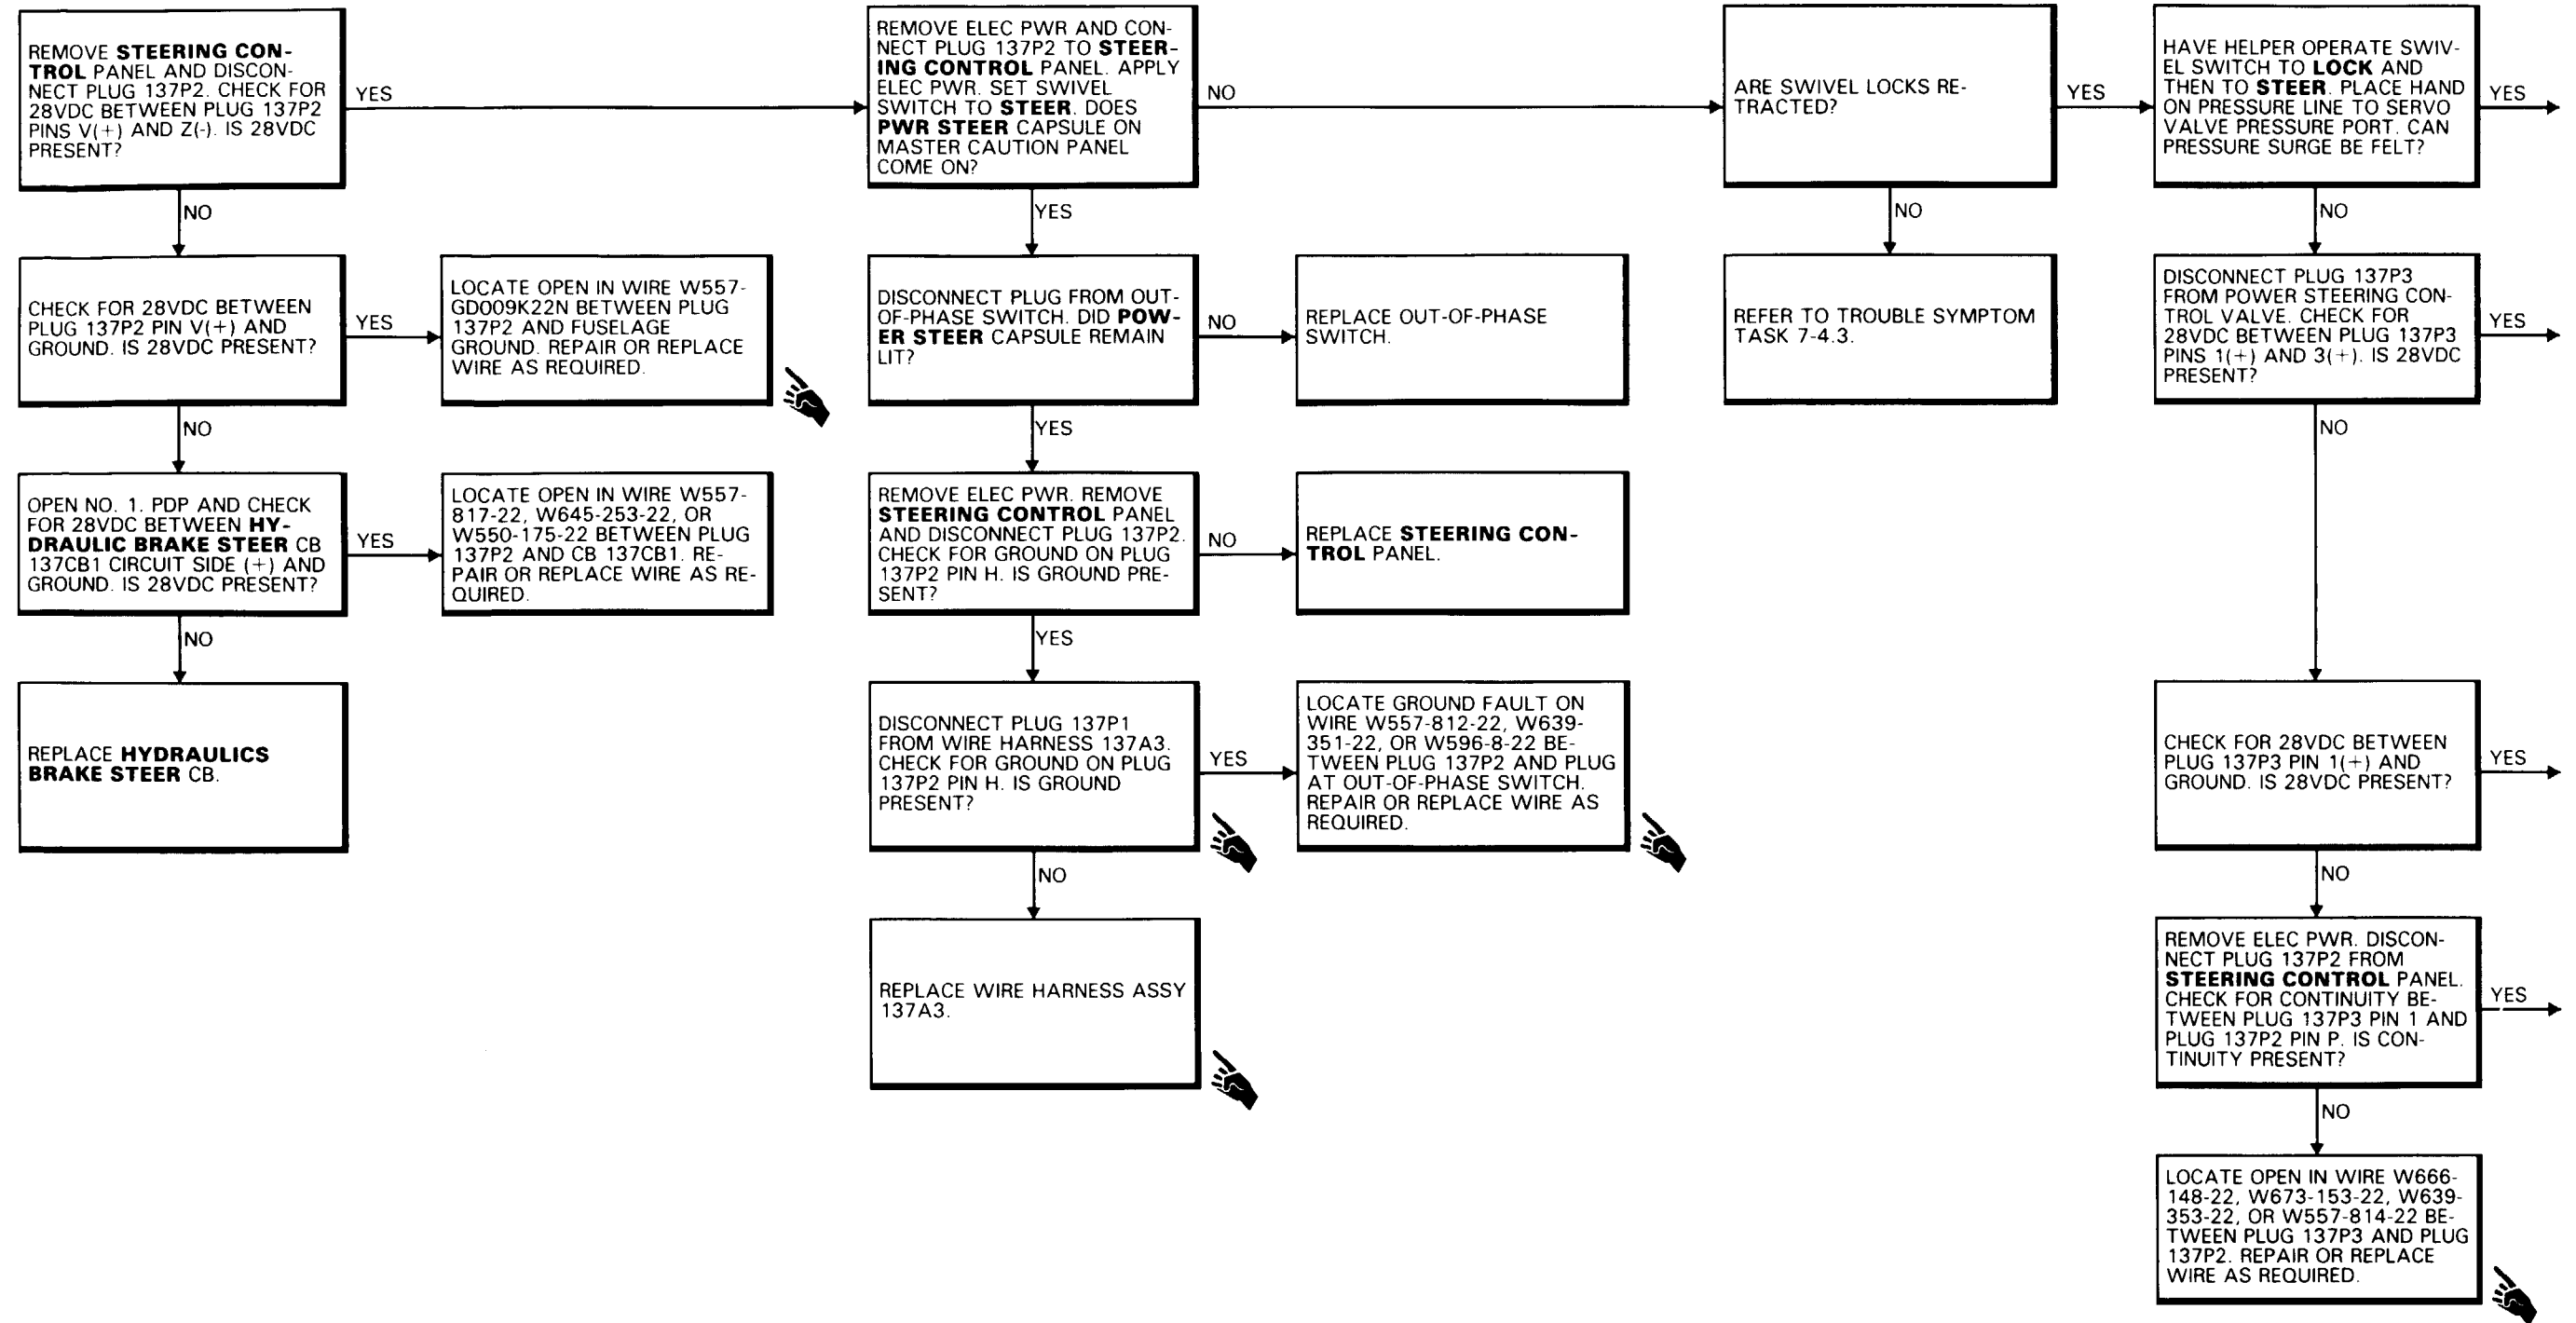 REMOVE STEERING CON-
TROL PANEL AND DISCON-
NECT PLUG 137P2. CHECK FOR
28VDC BETWEEN PLUG 137P2
PINS V(+) AND Z(-). IS 28VDC
PRESENT?
YES
NO
CHECK FOR 28VDC BETWEEN
PLUG 137P2 PIN V(+) AND
GROUND. IS 28VDC PRESENT?
YES
LOCATE OPEN IN WIRE W557-
GD009K22N BETWEEN PLUG
137P2 AND FUSELAGE
GROUND. REPAIR OR REPLACE
WIRE AS REQUIRED.
NO
OPEN NO. 1. PDP AND CHECK
FOR 28VDC BETWEEN HY-
DRAULIC BRAKE STEER CB
137CB1 CIRCUIT SIDE (+) AND
GROUND. IS 28VDC PRESENT?
YES
LOCATE OPEN IN WIRE W557-
817-22, W645-253-22, OR
W550-175-22 BETWEEN PLUG
137P2 AND CB 137CB1. RE-
PAIR OR REPLACE WIRE AS RE-
QUIRED.
NO
REPLACE HYDRAULICS
BRAKE STEER CB.
REMOVE ELEC PWR AND CON-
NECT PLUG 137P2 TO STEER-
ING CONTROL PANEL. APPLY
ELEC PWR. SET SWIVEL
SWITCH TO STEER. DOES
PWR STEER CAPSULE ON
MASTER CAUTION PANEL
COME ON?
NO
YES
DISCONNECT PLUG FROM OUT-
OF-PHASE SWITCH. DID POW-
ER STEER CAPSULE REMAIN
LIT?
NO
REPLACE OUT-OF-PHASE
SWITCH.
YES
REMOVE ELEC PWR. REMOVE
STEERING CONTROL PANEL
AND DISCONNECT PLUG 137P2.
CHECK FOR GROUND ON PLUG
137P2 PIN H. IS GROUND PRE-
SENT?
NO
REPLACE STEERING CON-
TROL PANEL.
YES
DISCONNECT PLUG 137P1
FROM WIRE HARNESS 137A3.
CHECK FOR GROUND ON PLUG
137P2 PIN H. IS GROUND
PRESENT?
YES
LOCATE GROUND FAULT ON
WIRE W557-812-22, W639-
351-22, OR W596-8-22 BE-
TWEEN PLUG 137P2 AND PLUG
AT OUT-OF-PHASE SWITCH.
REPAIR OR REPLACE WIRE AS
REQUIRED.
NO
REPLACE WIRE HARNESS ASSY
137A3.
ARE SWIVEL LOCKS RE-
TRACTED?
YES
NO
REFER TO TROUBLE SYMPTOM
TASK 7-4.3.
HAVE HELPER OPERATE SWIV-
EL SWITCH TO LOCK AND
THEN TO STEER. PLACE HAND
ON PRESSURE LINE TO SERVO
VALVE PRESSURE PORT. CAN
PRESSURE SURGE BE FELT?
YES
NO
DISCONNECT PLUG 137P3
FROM POWER STEERING CON-
TROL VALVE. CHECK FOR
28VDC BETWEEN PLUG 137P3
PINS 1(+) AND 3(+). IS 28VDC
PRESENT?
YES
NO
CHECK FOR 28VDC BETWEEN
PLUG 137P3 PIN 1(+) AND
GROUND. IS 28VDC PRESENT?
YES
NO
REMOVE ELEC PWR. DISCON-
NECT PLUG 137P2 FROM
STEERING CONTROL PANEL.
CHECK FOR CONTINUITY BE-
TWEEN PLUG 137P3 PIN 1 AND
PLUG 137P2 PIN P. IS CON-
TINUITY PRESENT?
YES
NO
LOCATE OPEN IN WIRE W666-
148-22, W673-153-22, W639-
353-22, OR W557-814-22 BE-
TWEEN PLUG 137P3 AND PLUG
137P2. REPAIR OR REPLACE
WIRE AS REQUIRED.